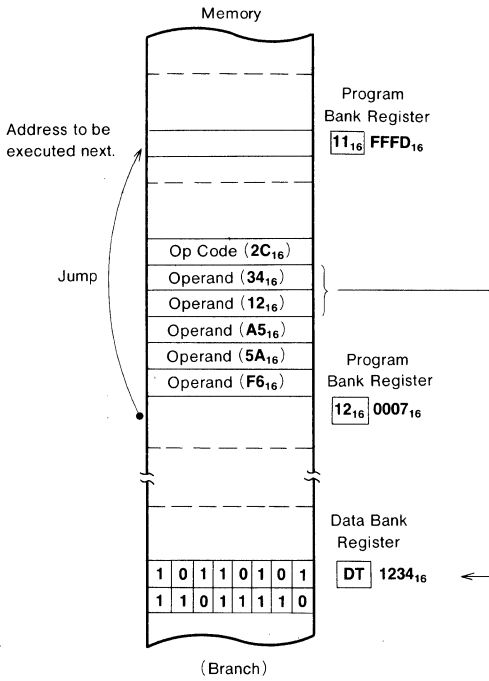 Memory
Program
Bank Register
11₁₆ FFFD₁₆
Address to be
executed next.
Op Code (2C₁₆)
Jump
Operand (34₁₆)
Operand (12₁₆)
Operand (A5₁₆)
Operand (5A₁₆)
Operand (F6₁₆)
Program
Bank Register
12₁₆ 0007₁₆
Data Bank
Register
DT 1234₁₆
1 0 1 1 0 1 0 1
1 1 0 1 1 1 1 0
(Branch)